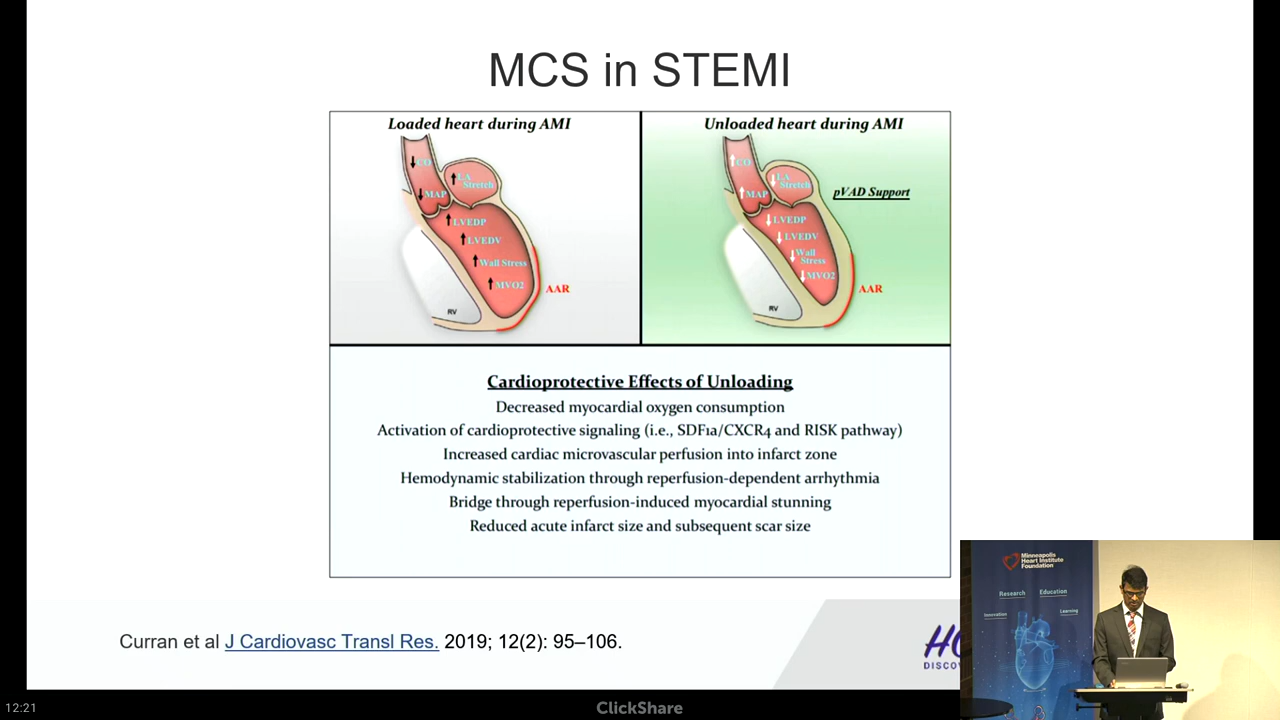 MCS in STEMI
Loaded heart during AMI
CO
LA
Stretch
MAP
LVEDP
LVEDV
Wall Stress
MVO2
AAR
RV
Unloaded heart during AMI
pVAD Support
CO
LA
Stretch
MAP
LVEDP
LVEDV
Wall
Stress
MVO2
AAR
RV
Cardioprotective Effects of Unloading
Decreased myocardial oxygen consumption
Activation of cardioprotective signaling (i.e., SDF1a/CXCR4 and RISK pathway)
Increased cardiac microvascular perfusion into infarct zone
Hemodynamic stabilization through reperfusion-dependent arrhythmia
Bridge through reperfusion-induced myocardial stunning
Reduced acute infarct size and subsequent scar size
Curran et al J Cardiovasc Transl Res. 2019; 12(2): 95–106.
Minneapolis
Heart Institute
Foundation
Research Education
Innovation Learning
12:21
ClickShare